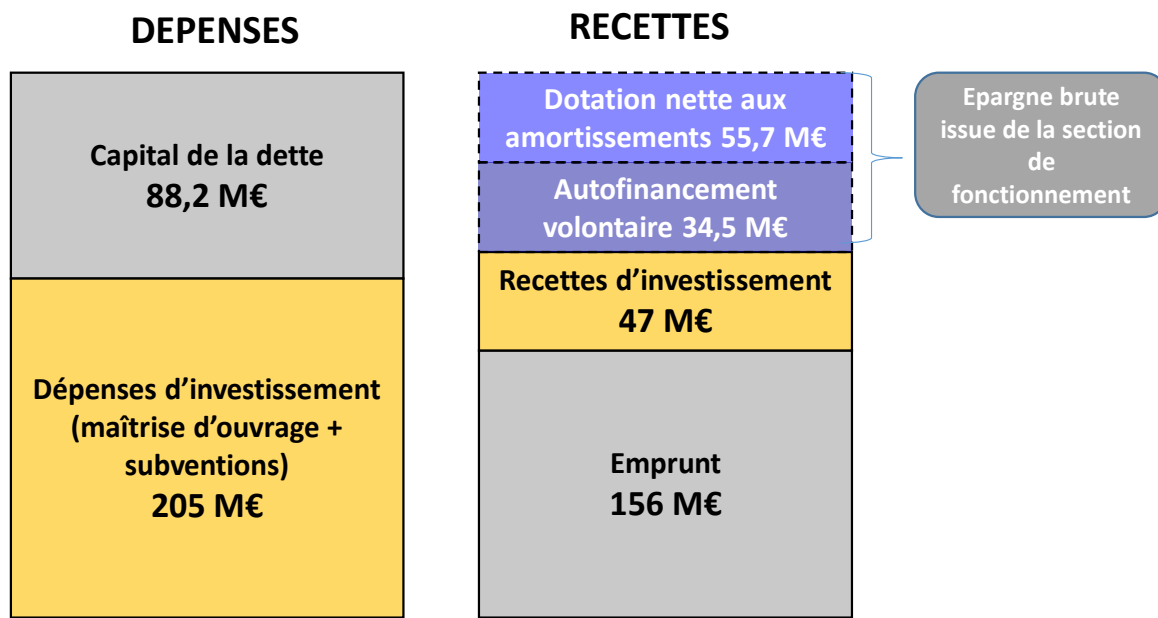 DEPENSES
Capital de la dette
88,2 M€
Dépenses d’investissement
(maîtrise d’ouvrage +
subventions)
205 M€
RECETTES
Dotation nette aux
amortissements 55,7 M€
Autofinancement
volontaire 34,5 M€
Recettes d’investissement
47 M€
Emprunt
156 M€
Epargne brute
issue de la section
de
fonctionnement